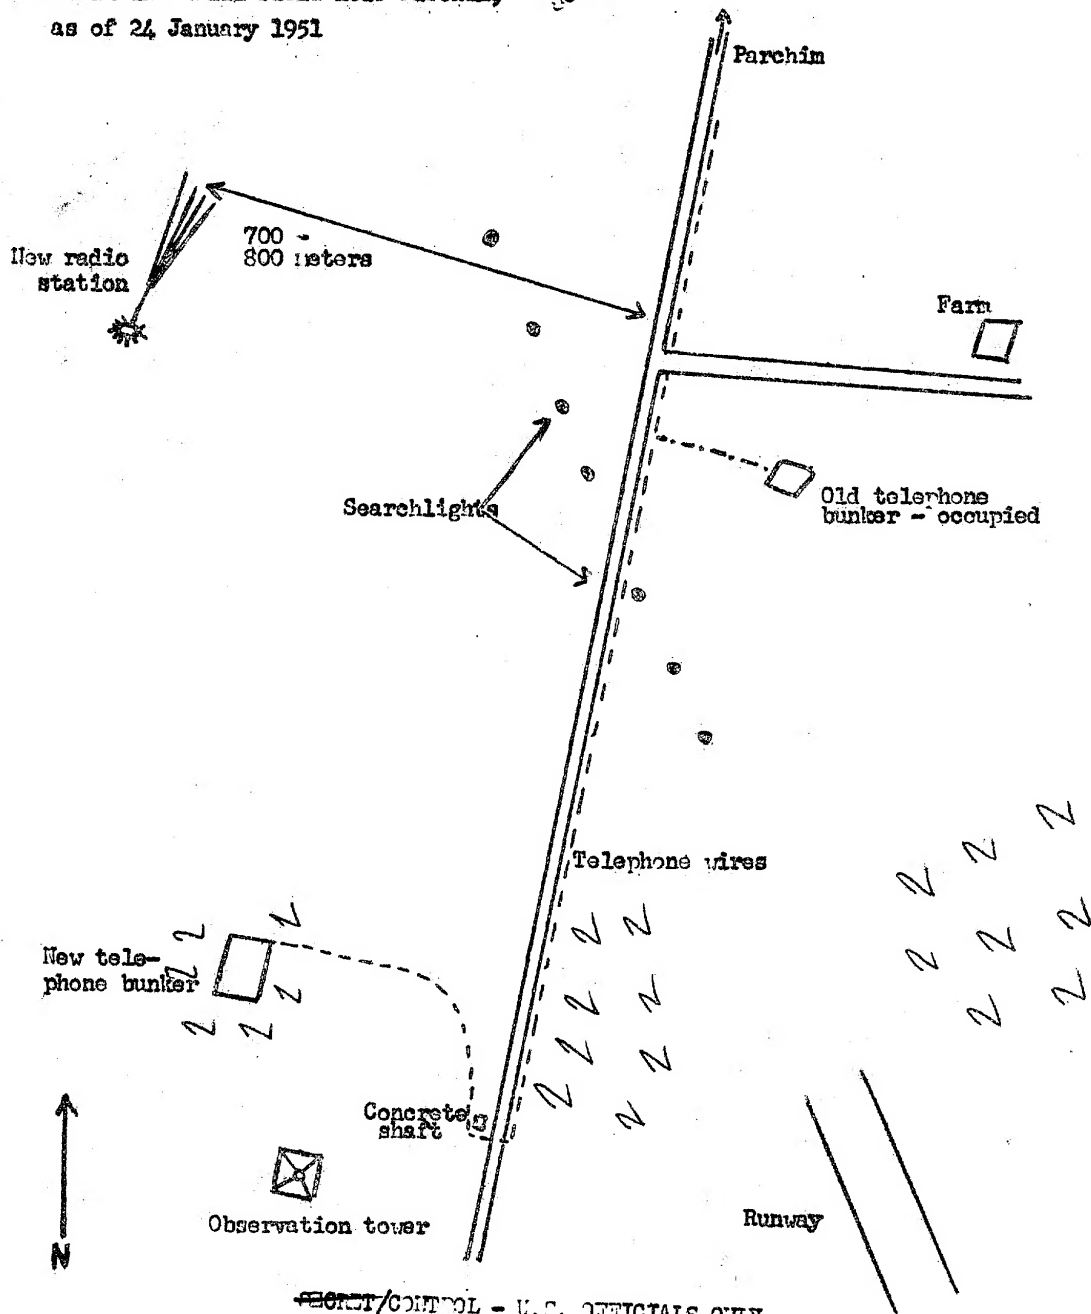 as of 24 January 1951
Parchim
700 -
800 meters
New radio
station
Farm
Searchlights
Old telephone
bunker - occupied
Telephone wires
New tele-
phone bunker
Concrete
shaft
Observation tower
Runway
N
SECRET/CONTROL - U.S. OFFICIALS ONLY